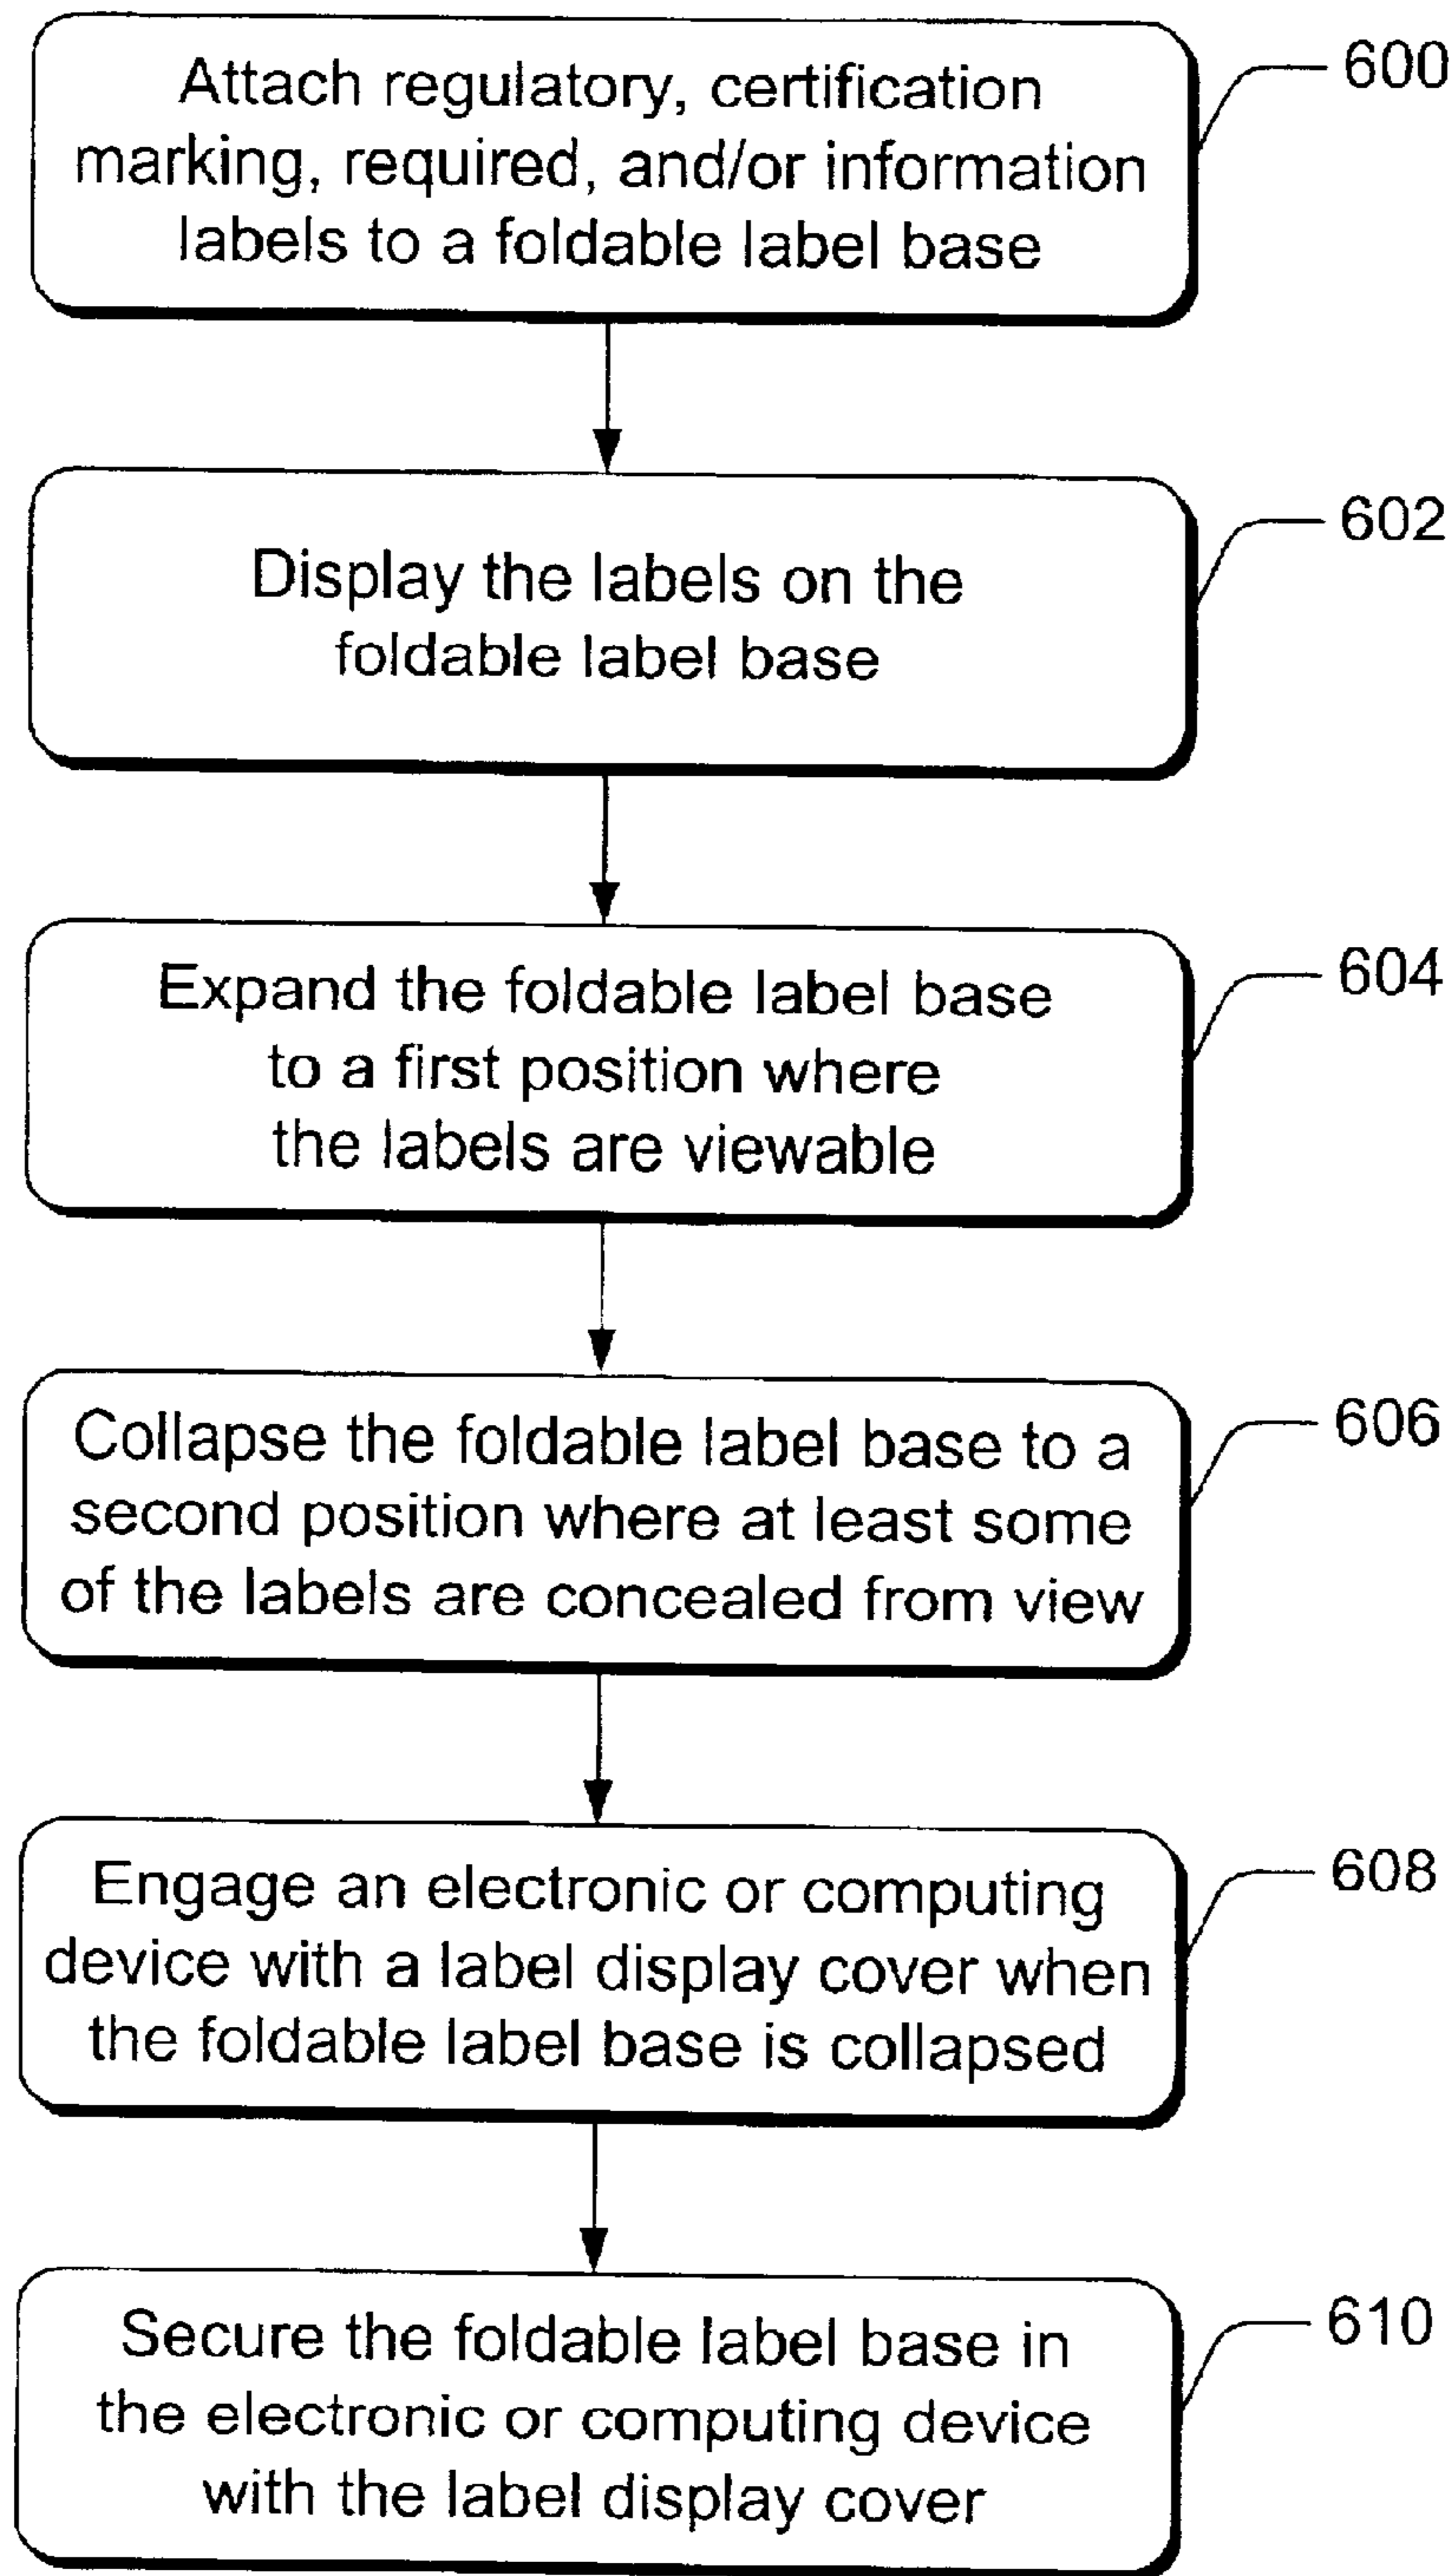 Attach regulatory, certification
marking, required, and/or information
labels to a foldable label base
600
Display the labels on the
foldable label base
602
Expand the foldable label base
to a first position where
the labels are viewable
604
Collapse the foldable label base to a
second position where at least some
of the labels are concealed from view
606
Engage an electronic or computing
device with a label display cover when
the foldable label base is collapsed
608
Secure the foldable label base in
the electronic or computing device
with the label display cover
610